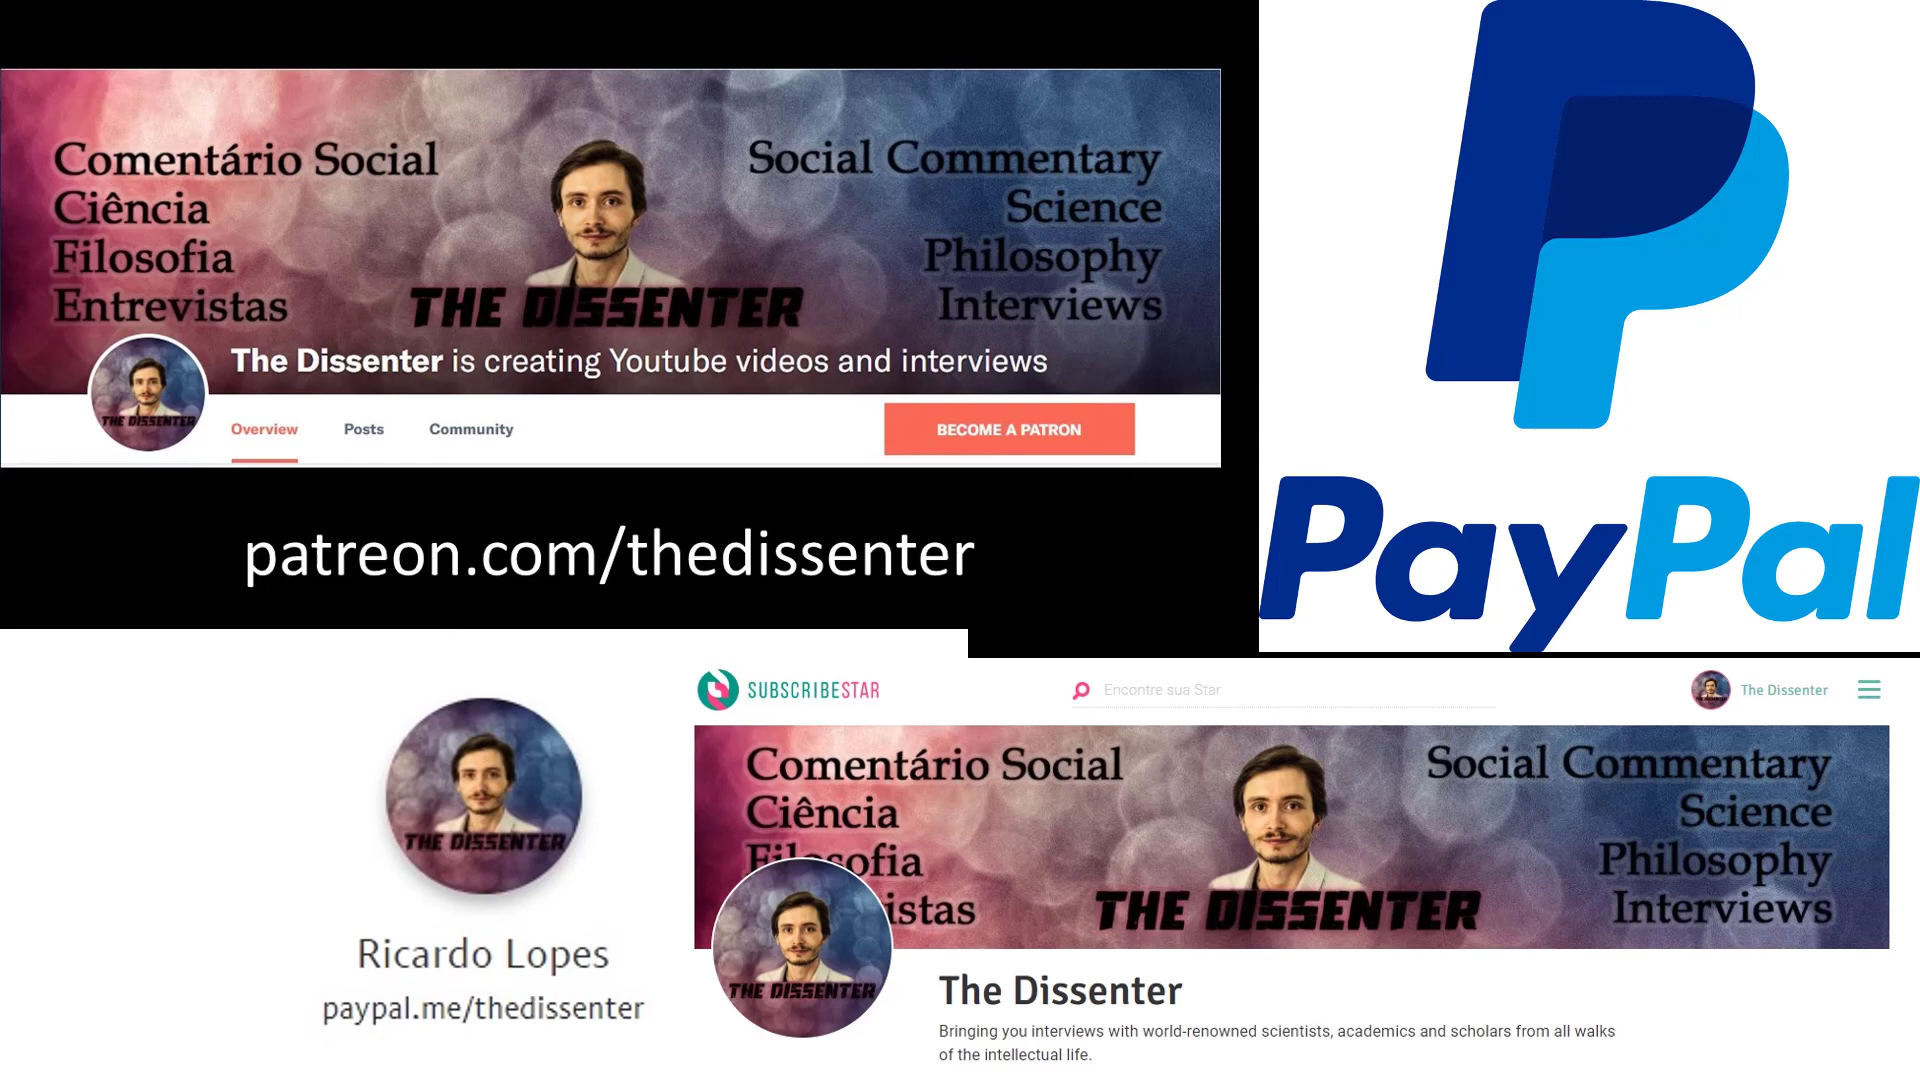 Comentário Social
Ciência
Filosofia
Entrevistas
Social Commentary
Science
Philosophy
Interviews
THE DISSENTER
The Dissenter is creating Youtube videos and interviews
THE DISSENTER
Overview Posts Community
BECOME A PATRON
patreon.com/thedissenter
PayPal
THE DISSENTER
Ricardo Lopes
paypal.me/thedissenter
SUBSCRIBESTAR
Encontre sua Star
The Dissenter
Comentário Social
Ciência
Filosofia
istas
Social Commentary
Science
Philosophy
Interviews
THE DISSENTER
THE DISSENTER
The Dissenter
Bringing you interviews with world-renowned scientists, academics and scholars from all walks
of the intellectual life.